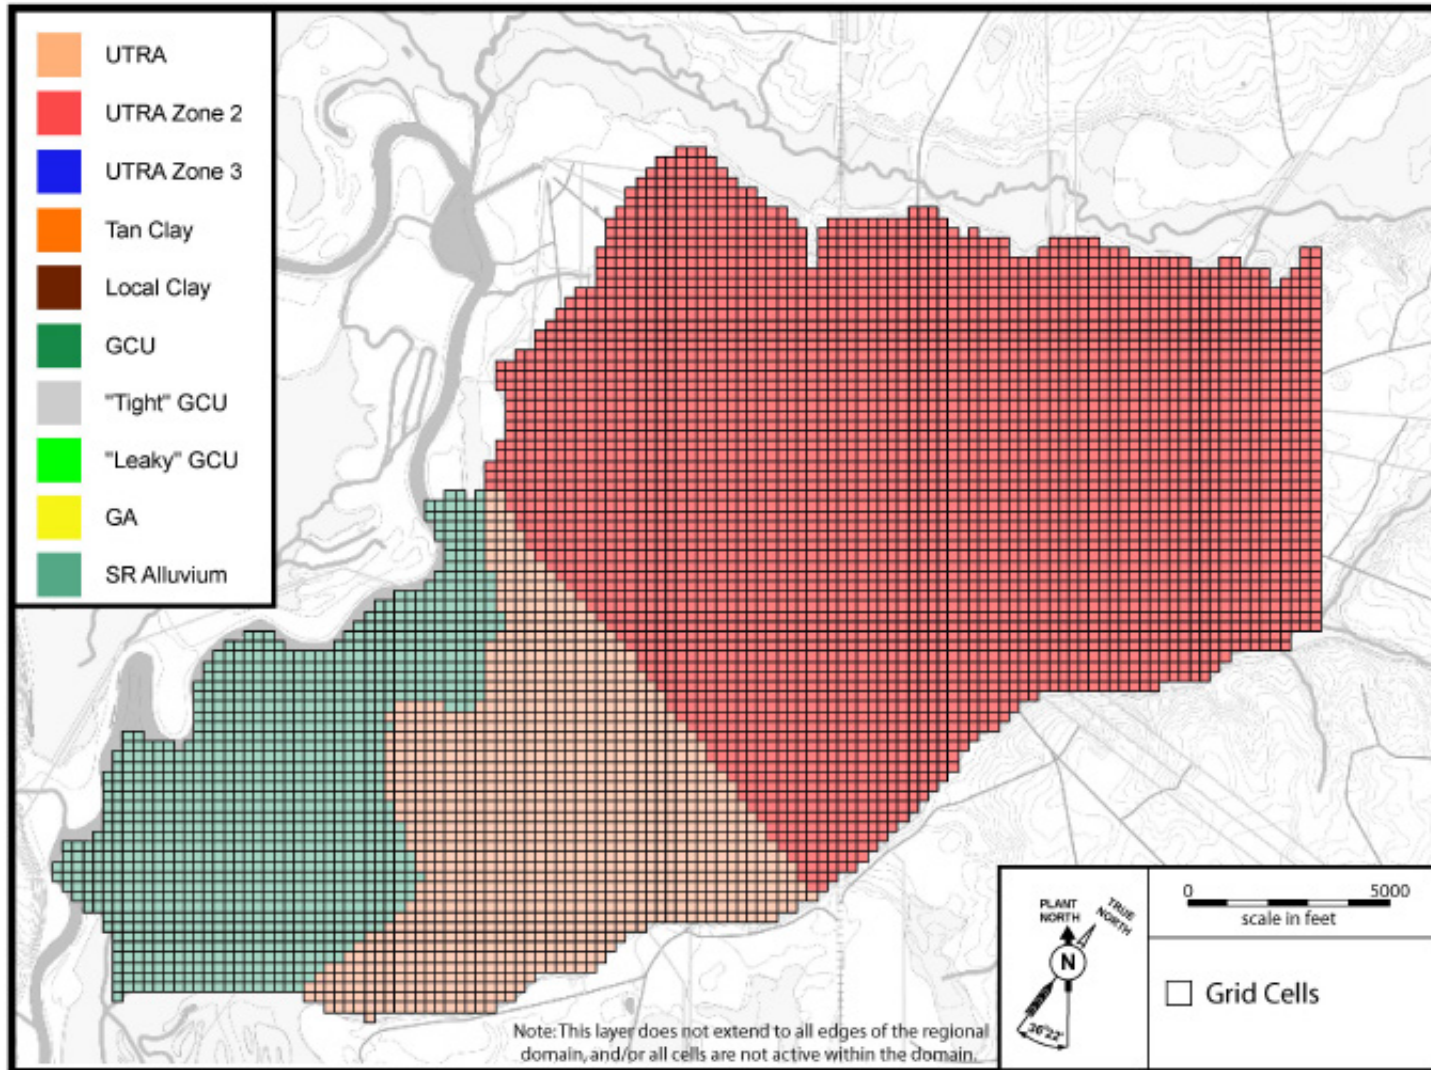 UTRA
UTRA Zone 2
UTRA Zone 3
Tan Clay
Local Clay
GCU
"Tight" GCU
"Leaky" GCU
GA
SR Alluvium
Note: This layer does not extend to all edges of the regional
domain, and/or all cells are not active within the domain.
PLANT
NORTH
TRUE
NORTH
N
36°22'
0 5000
scale in feet
Grid Cells